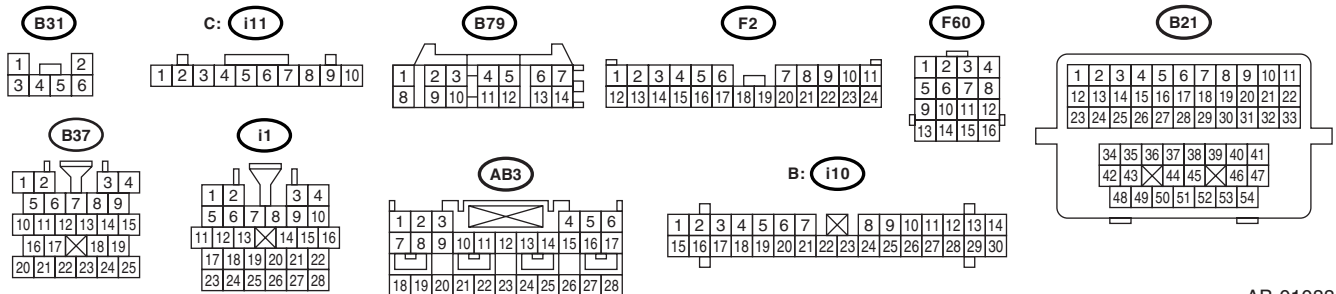 B31
C: i11
B79
F2
F60
B21
1 2
3 4 5 6
1 2 3 4 5 6 7 8 9 10
1 2 3 4 5 6 7
8 9 10 11 12 13 14
1 2 3 4 5 6 7 8 9 10 11
12 13 14 15 16 17 18 19 20 21 22 23 24
1 2 3 4
5 6 7 8
9 10 11 12
13 14 15 16
1 2 3 4 5 6 7 8 9 10 11
12 13 14 15 16 17 18 19 20 21 22
23 24 25 26 27 28 29 30 31 32 33
34 35 36 37 38 39 40 41
42 43 44 45 46 47
48 49 50 51 52 53 54
B37
i1
AB3
B: i10
1 2 3 4
5 6 7 8 9
10 11 12 13 14 15
16 17 18 19
20 21 22 23 24 25
1 2 3 4
5 6 7 8 9 10
11 12 13 14 15 16
17 18 19 20 21 22
23 24 25 26 27 28
1 2 3 4 5 6
7 8 9 10 11 12 13 14 15 16 17
18 19 20 21 22 23 24 25 26 27 28
1 2 3 4 5 6 7 8 9 10 11 12 13 14
15 16 17 18 19 20 21 22 23 24 25 26 27 28 29 30